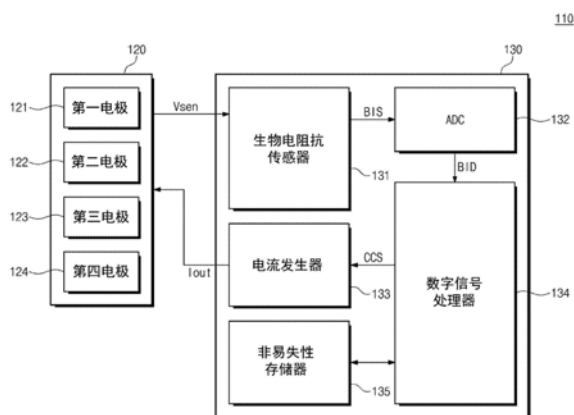 110
120
130
121
第一电极
122
第二电极
123
第三电极
124
第四电极
Vsen
Iout
生物电阻抗
传感器
131
BIS
ADC
132
BID
电流发生器
133
CCS
数字信号
处理器
134
非易失性
存储器
135